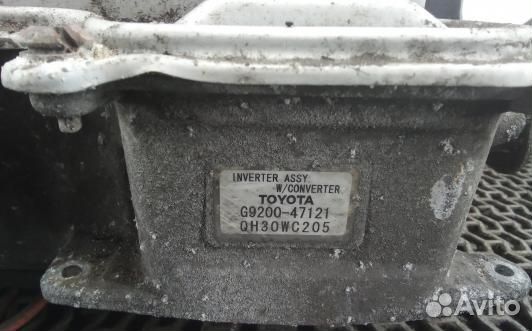 INVERTER ASSY
W/CONVERTER
TOYOTA
G9200-47121
QH30WC205
Avito